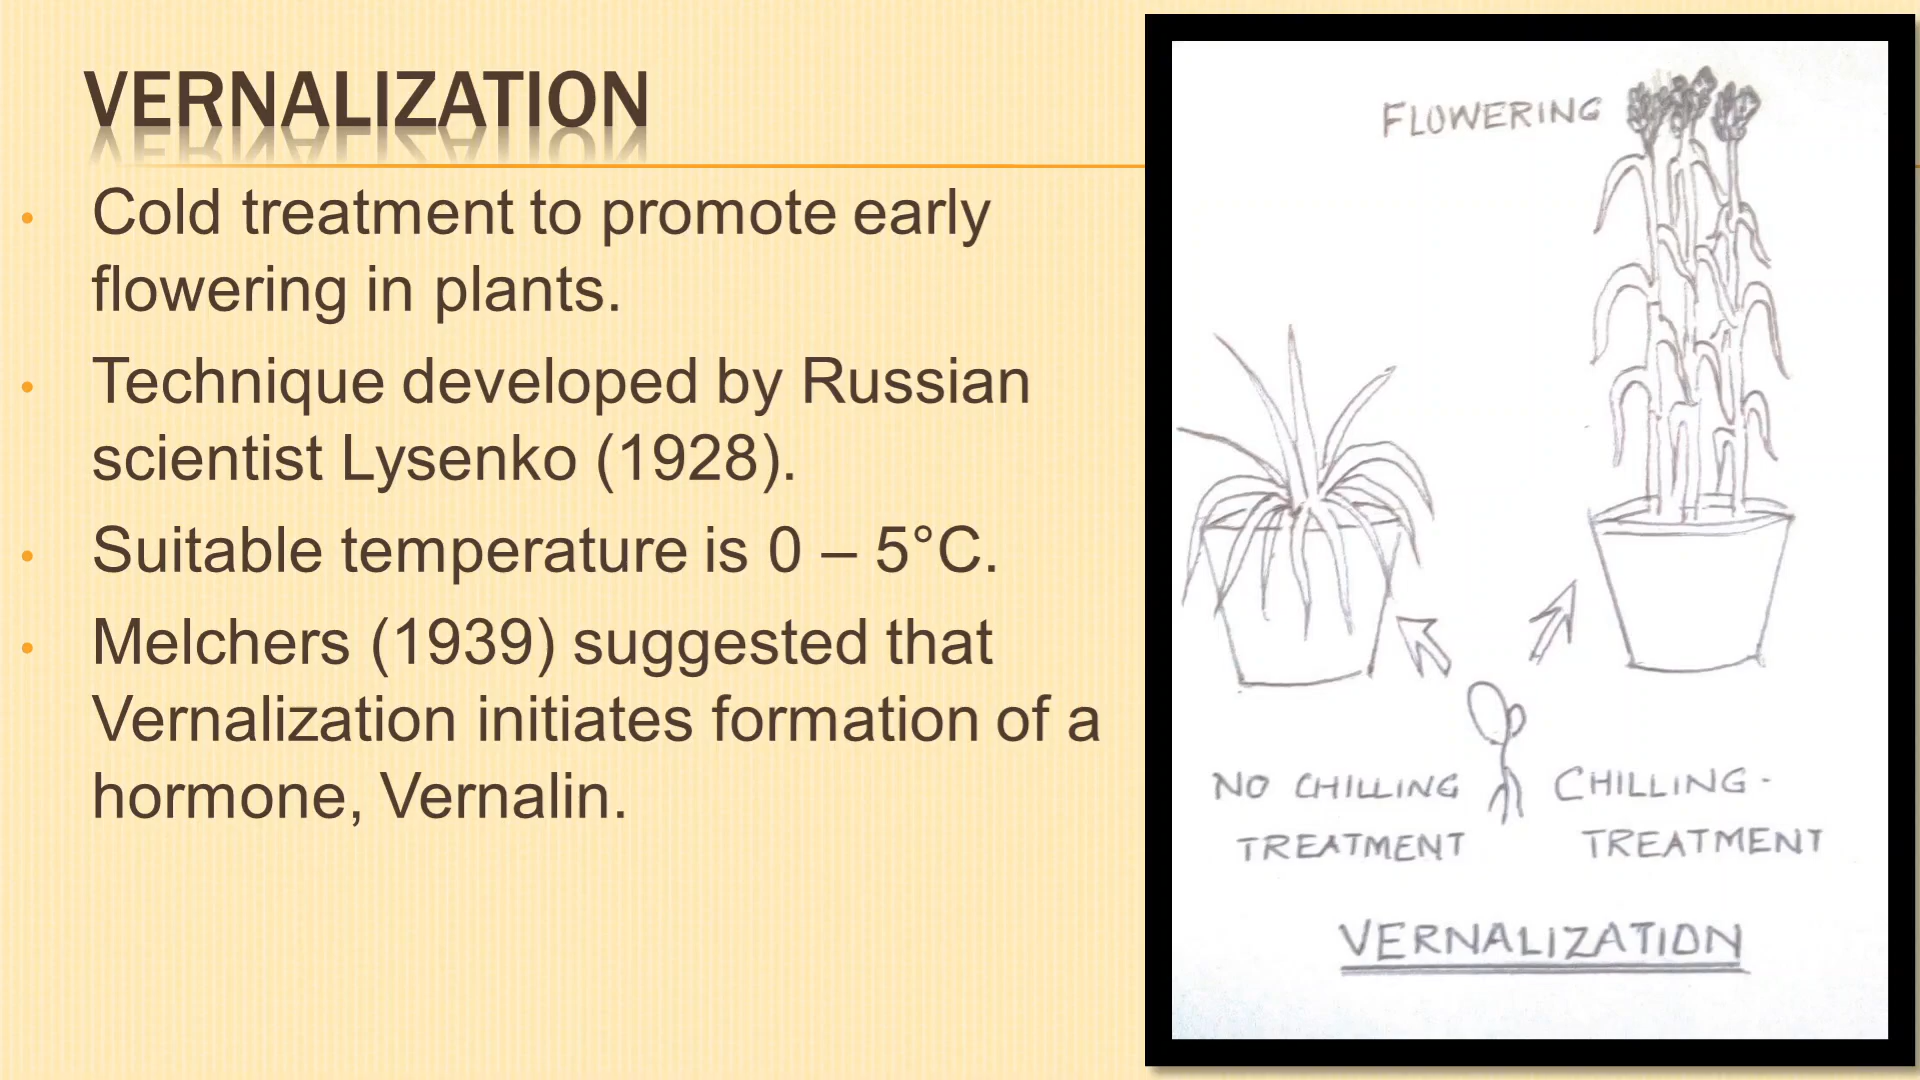 VERNALIZATION
• Cold treatment to promote early
flowering in plants.
• Technique developed by Russian
scientist Lysenko (1928).
• Suitable temperature is 0 – 5°C.
• Melchers (1939) suggested that
Vernalization initiates formation of a
hormone, Vernalin.
FLOWERING
NO CHILLING
TREATMENT
CHILLING-
TREATMENT
VERNALIZATION